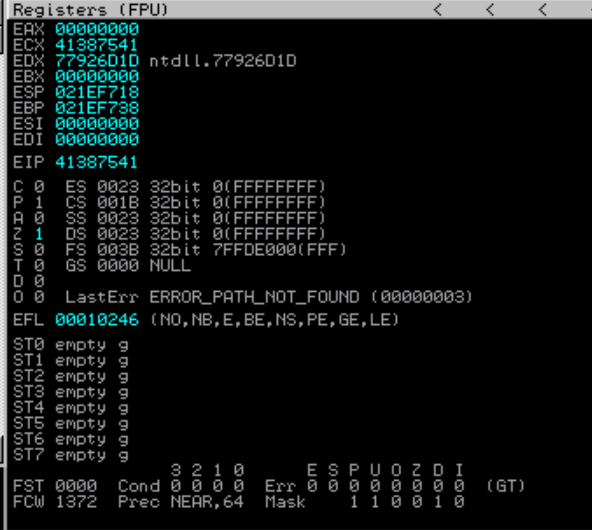 Registers (FPU) < < <
EAX 00000000
ECX 41387541
EDX 77926D1D ntdll.77926D1D
EBX 00000000
ESP 021EF718
EBP 021EF738
ESI 00000000
EDI 00000000
EIP 41387541
C 0 ES 0023 32bit 0(FFFFFFFF)
P 1 CS 001B 32bit 0(FFFFFFFF)
A 0 SS 0023 32bit 0(FFFFFFFF)
Z 1 DS 0023 32bit 0(FFFFFFFF)
S 0 FS 003B 32bit 7FFDE000(FFF)
T 0 GS 0000 NULL
D 0
O 0 LastErr ERROR_PATH_NOT_FOUND (00000003)
EFL 00010246 (NO,NB,E,BE,NS,PE,GE,LE)
ST0 empty g
ST1 empty g
ST2 empty g
ST3 empty g
ST4 empty g
ST5 empty g
ST6 empty g
ST7 empty g
3 2 1 0 E S P U O Z D I
FST 0000 Cond 0 0 0 0 Err 0 0 0 0 0 0 0 0 (GT)
FCW 1372 Prec NEAR,64 Mask 1 1 0 0 1 0